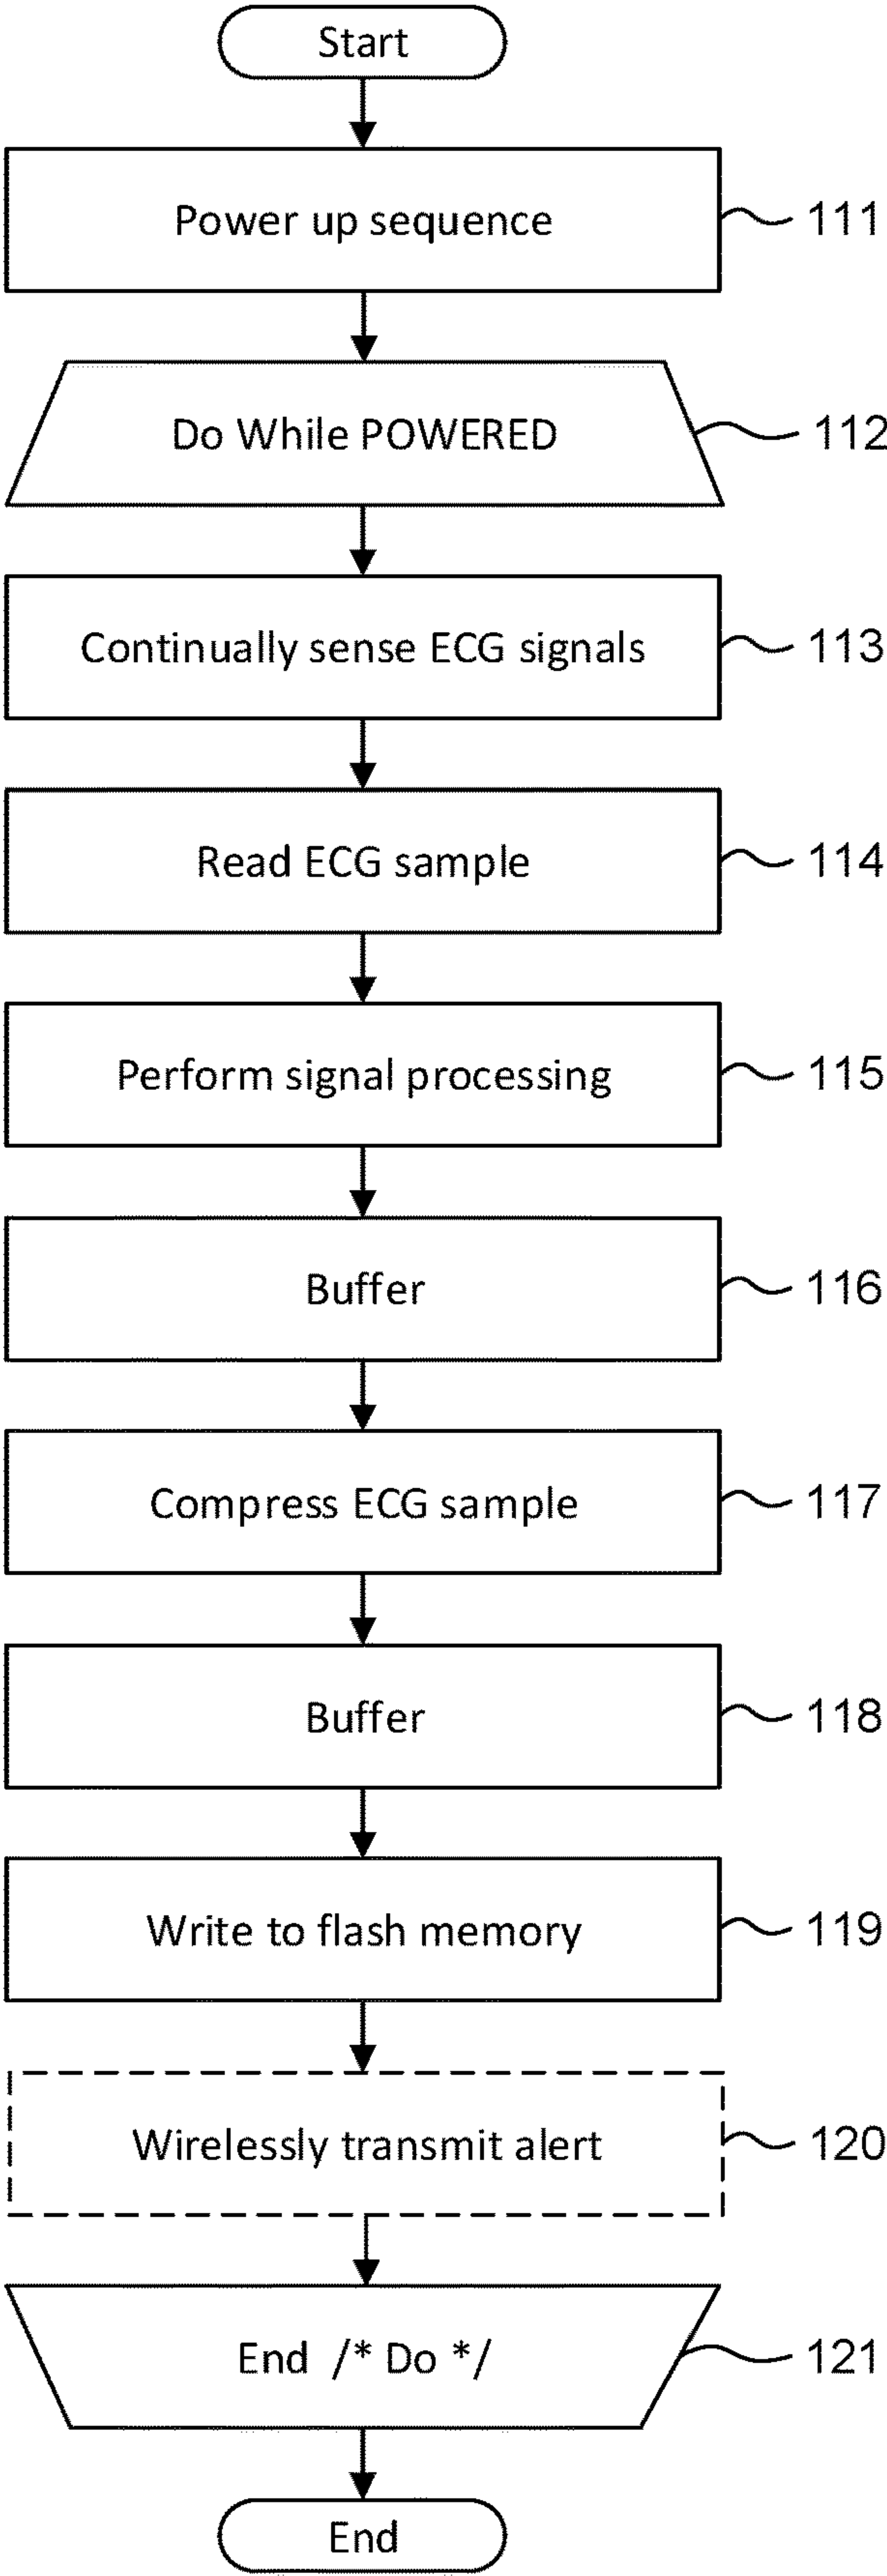 Start
Power up sequence 111
Do While POWERED 112
Continually sense ECG signals 113
Read ECG sample 114
Perform signal processing 115
Buffer 116
Compress ECG sample 117
Buffer 118
Write to flash memory 119
Wirelessly transmit alert 120
End /* Do */ 121
End